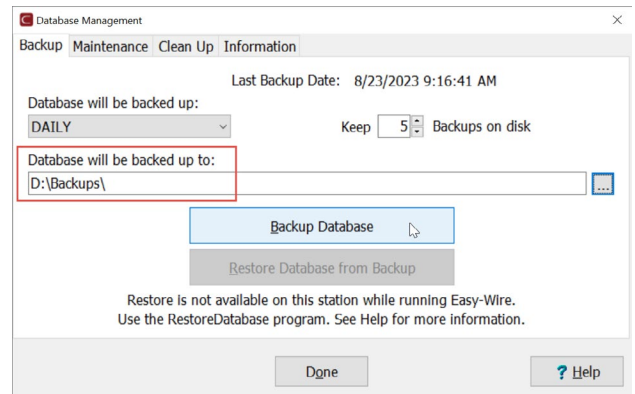 Database Management
Backup Maintenance Clean Up Information
Last Backup Date: 8/23/2023 9:16:41 AM
Database will be backed up:
DAILY Keep 5 Backups on disk
Database will be backed up to:
D:\Backups\ ...
Backup Database
Restore Database from Backup
Restore is not available on this station while running Easy-Wire.
Use the RestoreDatabase program. See Help for more information.
Done ? Help